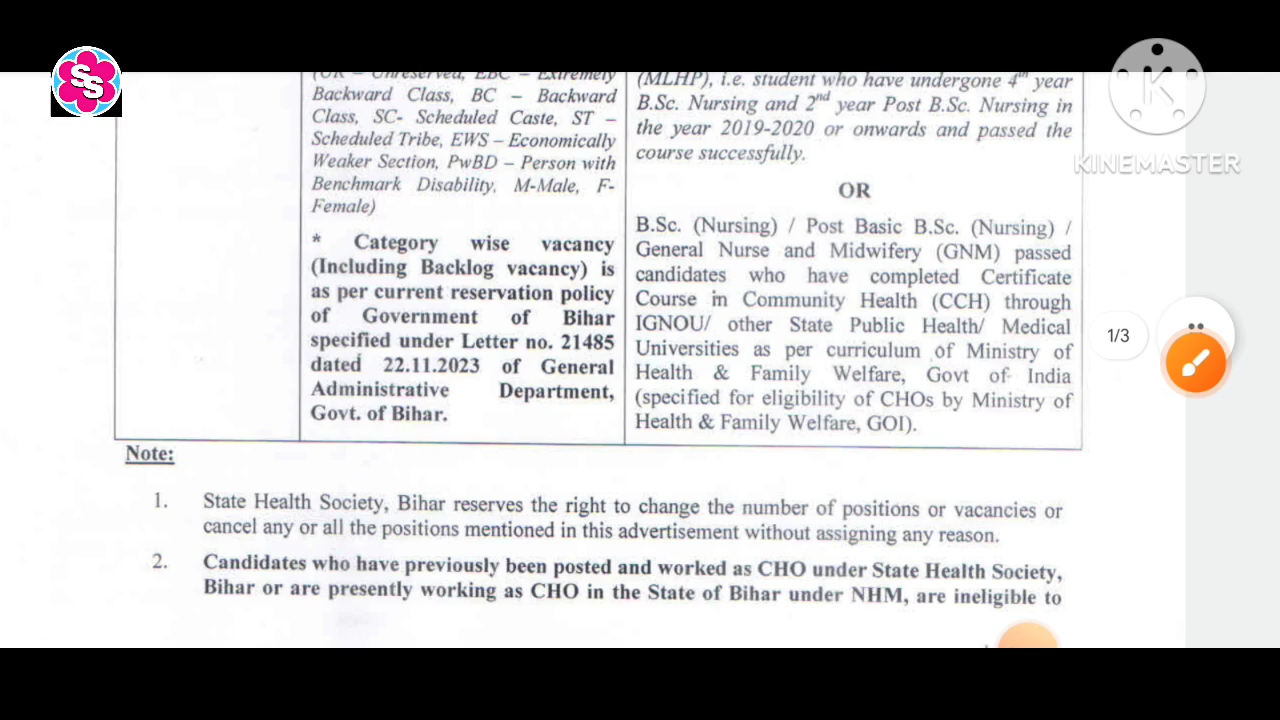 SS
K
KINEMASTER
(UR – Unreserved, EBC – Extremely
Backward Class, BC – Backward
Class, SC- Scheduled Caste, ST –
Scheduled Tribe, EWS – Economically
Weaker Section, PwBD – Person with
Benchmark Disability, M-Male, F-
Female)
* Category wise vacancy
(Including Backlog vacancy) is
as per current reservation policy
of Government of Bihar
specified under Letter no. 21485
dated 22.11.2023 of General
Administrative Department,
Govt. of Bihar.
(MLHP), i.e. student who have undergone 4th year
B.Sc. Nursing and 2nd year Post B.Sc. Nursing in
the year 2019-2020 or onwards and passed the
course successfully.
OR
B.Sc. (Nursing) / Post Basic B.Sc. (Nursing) /
General Nurse and Midwifery (GNM) passed
candidates who have completed Certificate
Course in Community Health (CCH) through
IGNOU/ other State Public Health/ Medical
Universities as per curriculum of Ministry of
Health & Family Welfare, Govt of India
(specified for eligibility of CHOs by Ministry of
Health & Family Welfare, GOI).
1/3
Note:
1. State Health Society, Bihar reserves the right to change the number of positions or vacancies or
cancel any or all the positions mentioned in this advertisement without assigning any reason.
2. Candidates who have previously been posted and worked as CHO under State Health Society,
Bihar or are presently working as CHO in the State of Bihar under NHM, are ineligible to